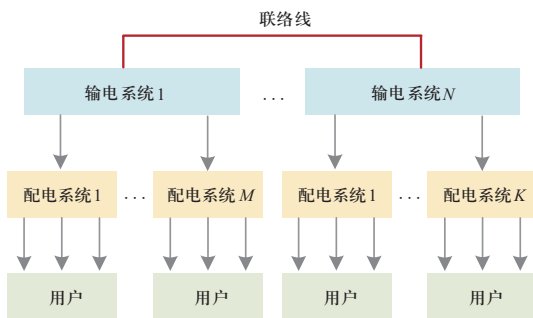 联络线
输电系统1 ... 输电系统N
配电系统1 ... 配电系统M 配电系统1 ... 配电系统K
用户 用户 用户 用户